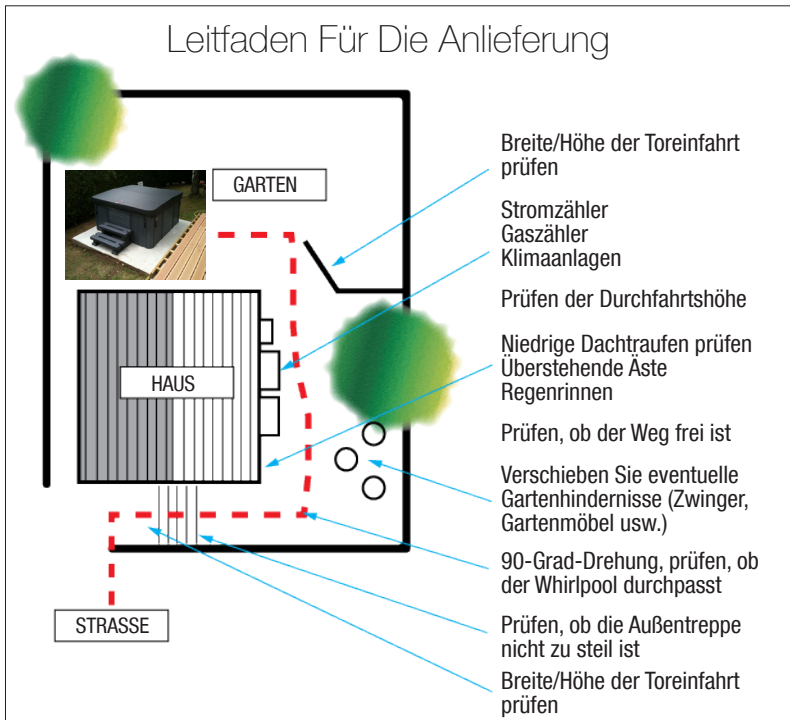 Leitfaden Für Die Anlieferung
GARTEN
HAUS
STRASSE
Breite/Höhe der Toreinfahrt
prüfen
Stromzähler
Gaszähler
Klimaanlagen
Prüfen der Durchfahrtshöhe
Niedrige Dachtraufen prüfen
Überstehende Äste
Regenrinnen
Prüfen, ob der Weg frei ist
Verschieben Sie eventuelle
Gartenhindernisse (Zwinger,
Gartenmöbel usw.)
90-Grad-Drehung, prüfen, ob
der Whirlpool durchpasst
Prüfen, ob die Außentreppe
nicht zu steil ist
Breite/Höhe der Toreinfahrt
prüfen